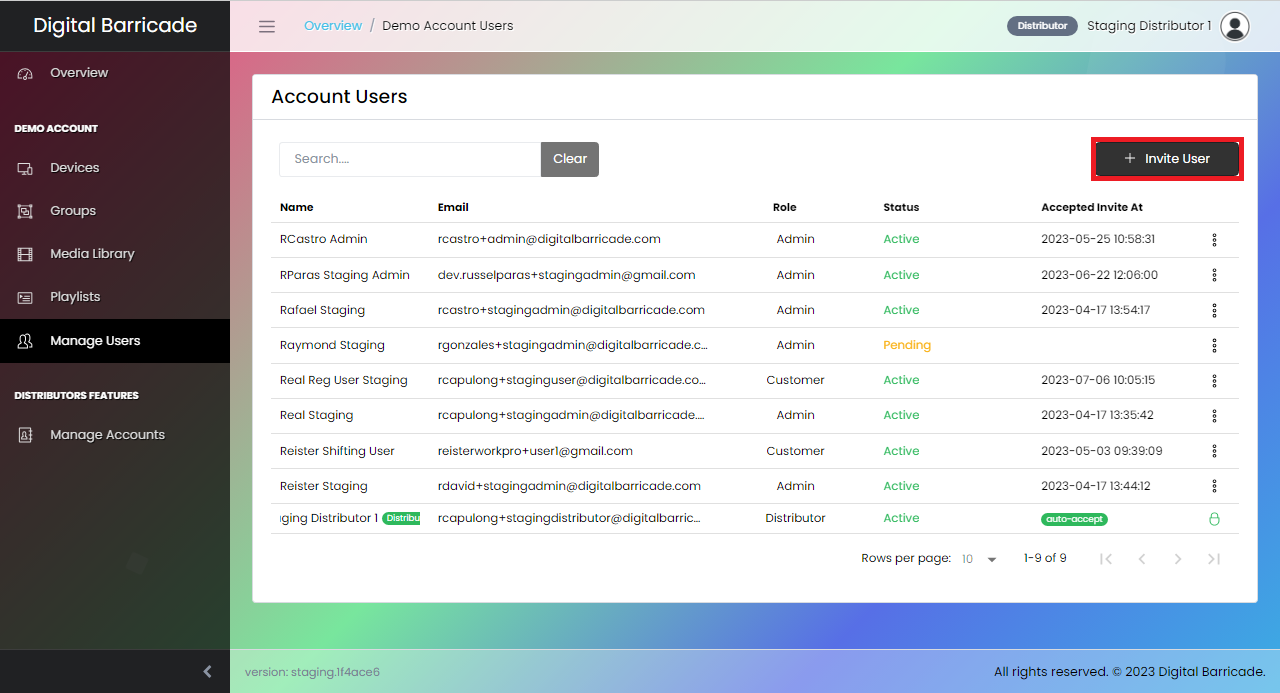 Digital Barricade
Overview / Demo Account Users
Distributor Staging Distributor 1
Overview
DEMO ACCOUNT
Devices
Groups
Media Library
Playlists
Manage Users
DISTRIBUTORS FEATURES
Manage Accounts
Account Users
Search.... Clear
+ Invite User
Name Email Role Status Accepted Invite At
RCastro Admin rcastro+admin@digitalbarricade.com Admin Active 2023-05-25 10:58:31
RParas Staging Admin dev.russelparas+stagingadmin@gmail.com Admin Active 2023-06-22 12:06:00
Rafael Staging rcastro+stagingadmin@digitalbarricade.com Admin Active 2023-04-17 13:54:17
Raymond Staging rgonzales+stagingadmin@digitalbarricade.c... Admin Pending
Real Reg User Staging rcapulong+staginguser@digitalbarricade.co... Customer Active 2023-07-06 10:05:15
Real Staging rcapulong+stagingadmin@digitalbarricade.... Admin Active 2023-04-17 13:35:42
Reister Shifting User reisterworkpro+user1@gmail.com Customer Active 2023-05-03 09:39:09
Reister Staging rdavid+stagingadmin@digitalbarricade.com Admin Active 2023-04-17 13:44:12
ging Distributor 1 Distribu rcapulong+stagingdistributor@digitalbarric... Distributor Active auto-accept
Rows per page: 10 1-9 of 9
version: staging.1f4ace6
All rights reserved. © 2023 Digital Barricade.